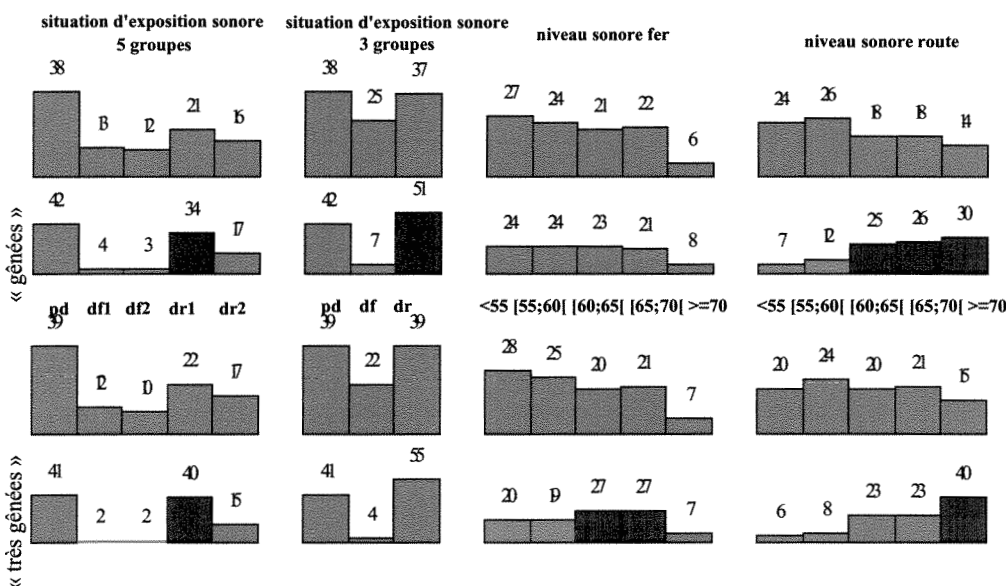 situation d'exposition sonore
5 groupes
situation d'exposition sonore
3 groupes
niveau sonore fer
niveau sonore route
38 13 12 21 16
38 25 37
27 24 21 22 6
24 26 18 18 14
« gênées »
42 4 3 34 17
42 7 51
24 24 23 21 8
7 12 25 26 30
pd df1 df2 dr1 dr2
pd df dr
<55 [55;60[ [60;65[ [65;70[ >=70
<55 [55;60[ [60;65[ [65;70[ >=70
39 12 10 22 17
39 22 39
28 25 20 21 7
20 24 20 21 15
« très gênées »
41 2 2 40 15
41 4 55
20 19 27 27 7
6 8 23 23 40